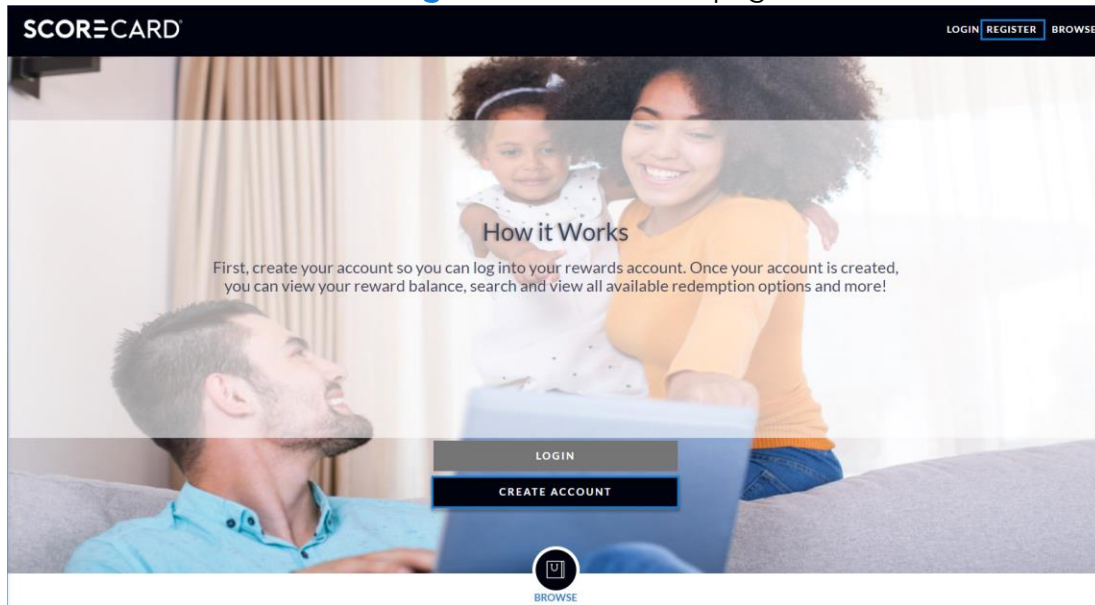 SCORECARD
LOGIN REGISTER BROWSE
How it Works
First, create your account so you can log into your rewards account. Once your account is created,
you can view your reward balance, search and view all available redemption options and more!
LOGIN
CREATE ACCOUNT
BROWSE